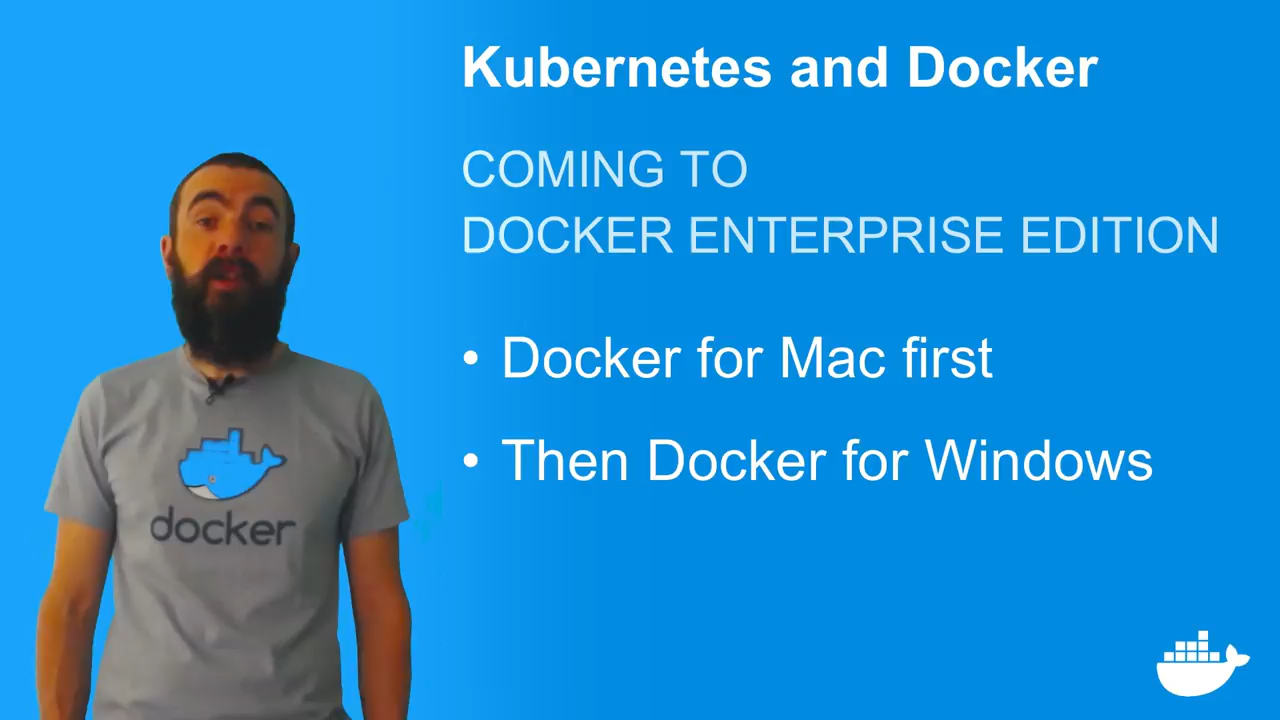 Kubernetes and Docker
COMING TO
DOCKER ENTERPRISE EDITION
• Docker for Mac first
• Then Docker for Windows
docker